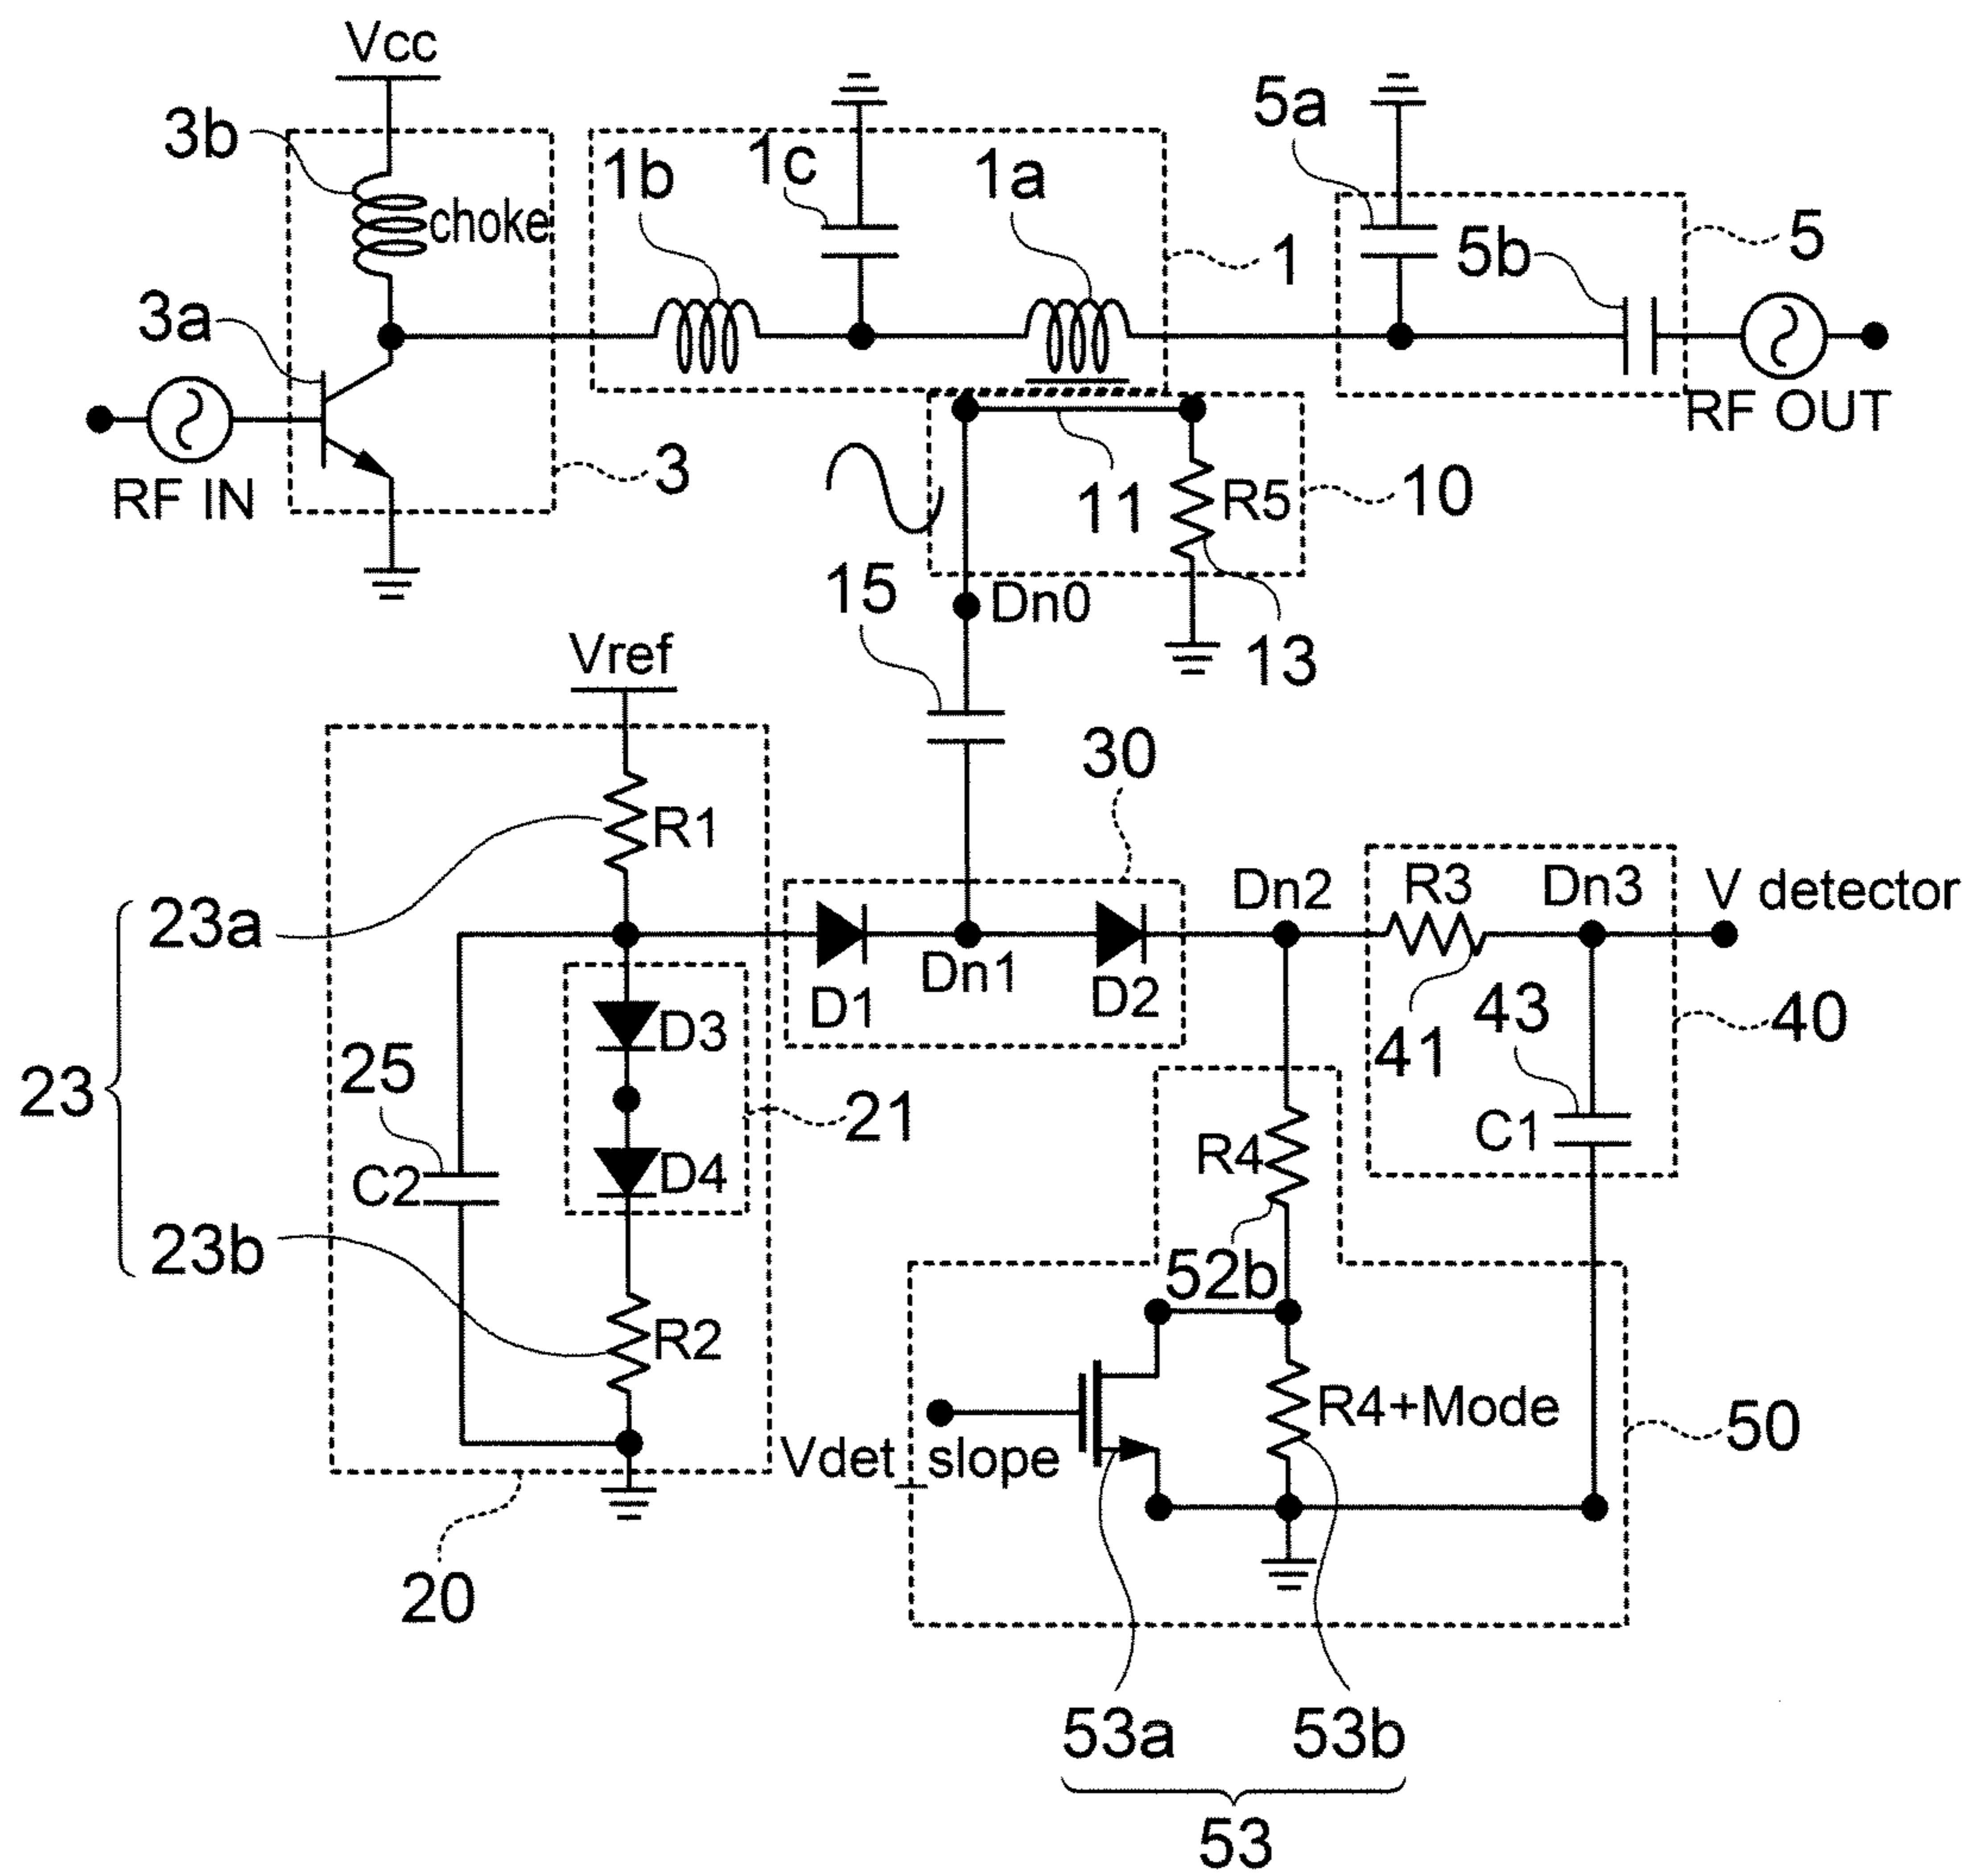 Vcc
3b
choke
3a
RF IN
3
1b
1c
1a
1
5a
5b
5
RF OUT
11
R5
10
13
Dn0
15
Vref
R1
23a
23
23b
25
C2
D3
D4
21
R2
20
30
D1
Dn1
D2
Dn2
R3
Dn3
V detector
41
43
40
C1
R4
52b
R4+Mode
Vdet_slope
50
53a
53b
53